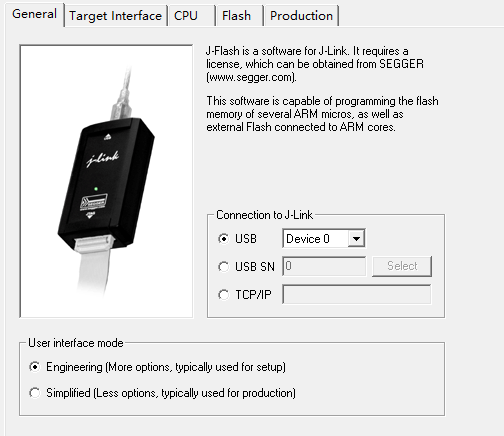 General
Target Interface
CPU
Flash
Production
J-Flash is a software for J-Link. It requires a
license, which can be obtained from SEGGER
(www.segger.com).
This software is capable of programming the flash
memory of several ARM micros, as well as
external Flash connected to ARM cores.
j-link
Connection to J-Link
USB
Device 0
USB SN
0
Select
TCP/IP
User interface mode
Engineering (More options, typically used for setup)
Simplified (Less options, typically used for production)